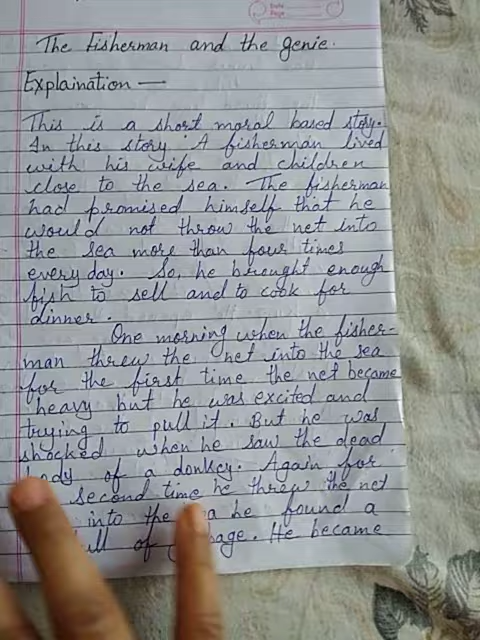 Date
Page
The Fisherman and the genie.
Explaination —
This is a short moral based story.
In this story : A fisherman lived
with his wife and children
close to the sea. The fisherman
had promised himself that he
would not throw the net into
the sea more than four times
every day. So, he brought enough
fish to sell and to cook for
dinner.
One morning when the fisher-
man threw the net into the sea
for the first time the net became
heavy but he was excited and
trying to pull it. But he was
shocked, when he saw the dead
body of a donkey. Again for
second time he threw the net
into the he found a
of He became